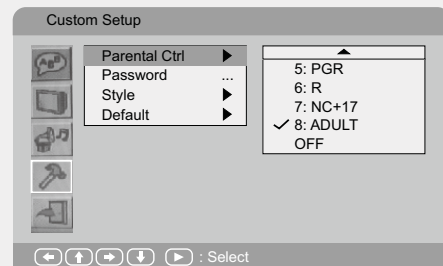 Custom Setup
Parental Ctrl
Password ...
Style
Default
5: PGR
6: R
7: NC+17
8: ADULT
OFF
: Select